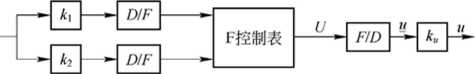 k₁ D/F
k₂ D/F
F控制表 U F/D u kᵤ u